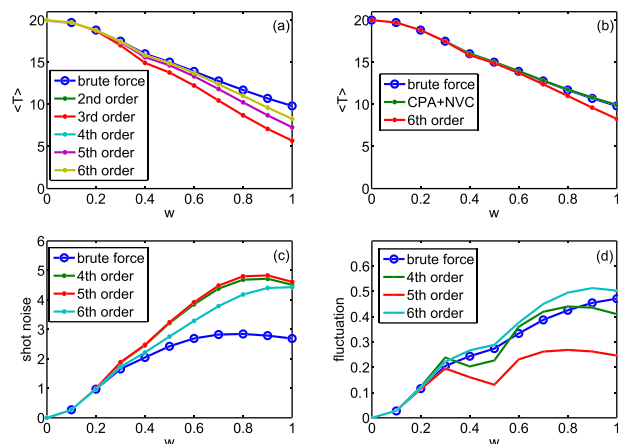 (a)
20
15
10
5
0
<T>
brute force
2nd order
3rd order
4th order
5th order
6th order
0 0.2 0.4 0.6 0.8 1
w
(b)
20
15
10
5
0
<T>
brute force
CPA+NVC
6th order
0 0.2 0.4 0.6 0.8 1
w
(c)
6
5
4
3
2
1
0
shot noise
brute force
4th order
5th order
6th order
0 0.2 0.4 0.6 0.8 1
w
(d)
0.6
0.5
0.4
0.3
0.2
0.1
0
fluctuation
brute force
4th order
5th order
6th order
0 0.2 0.4 0.6 0.8 1
w